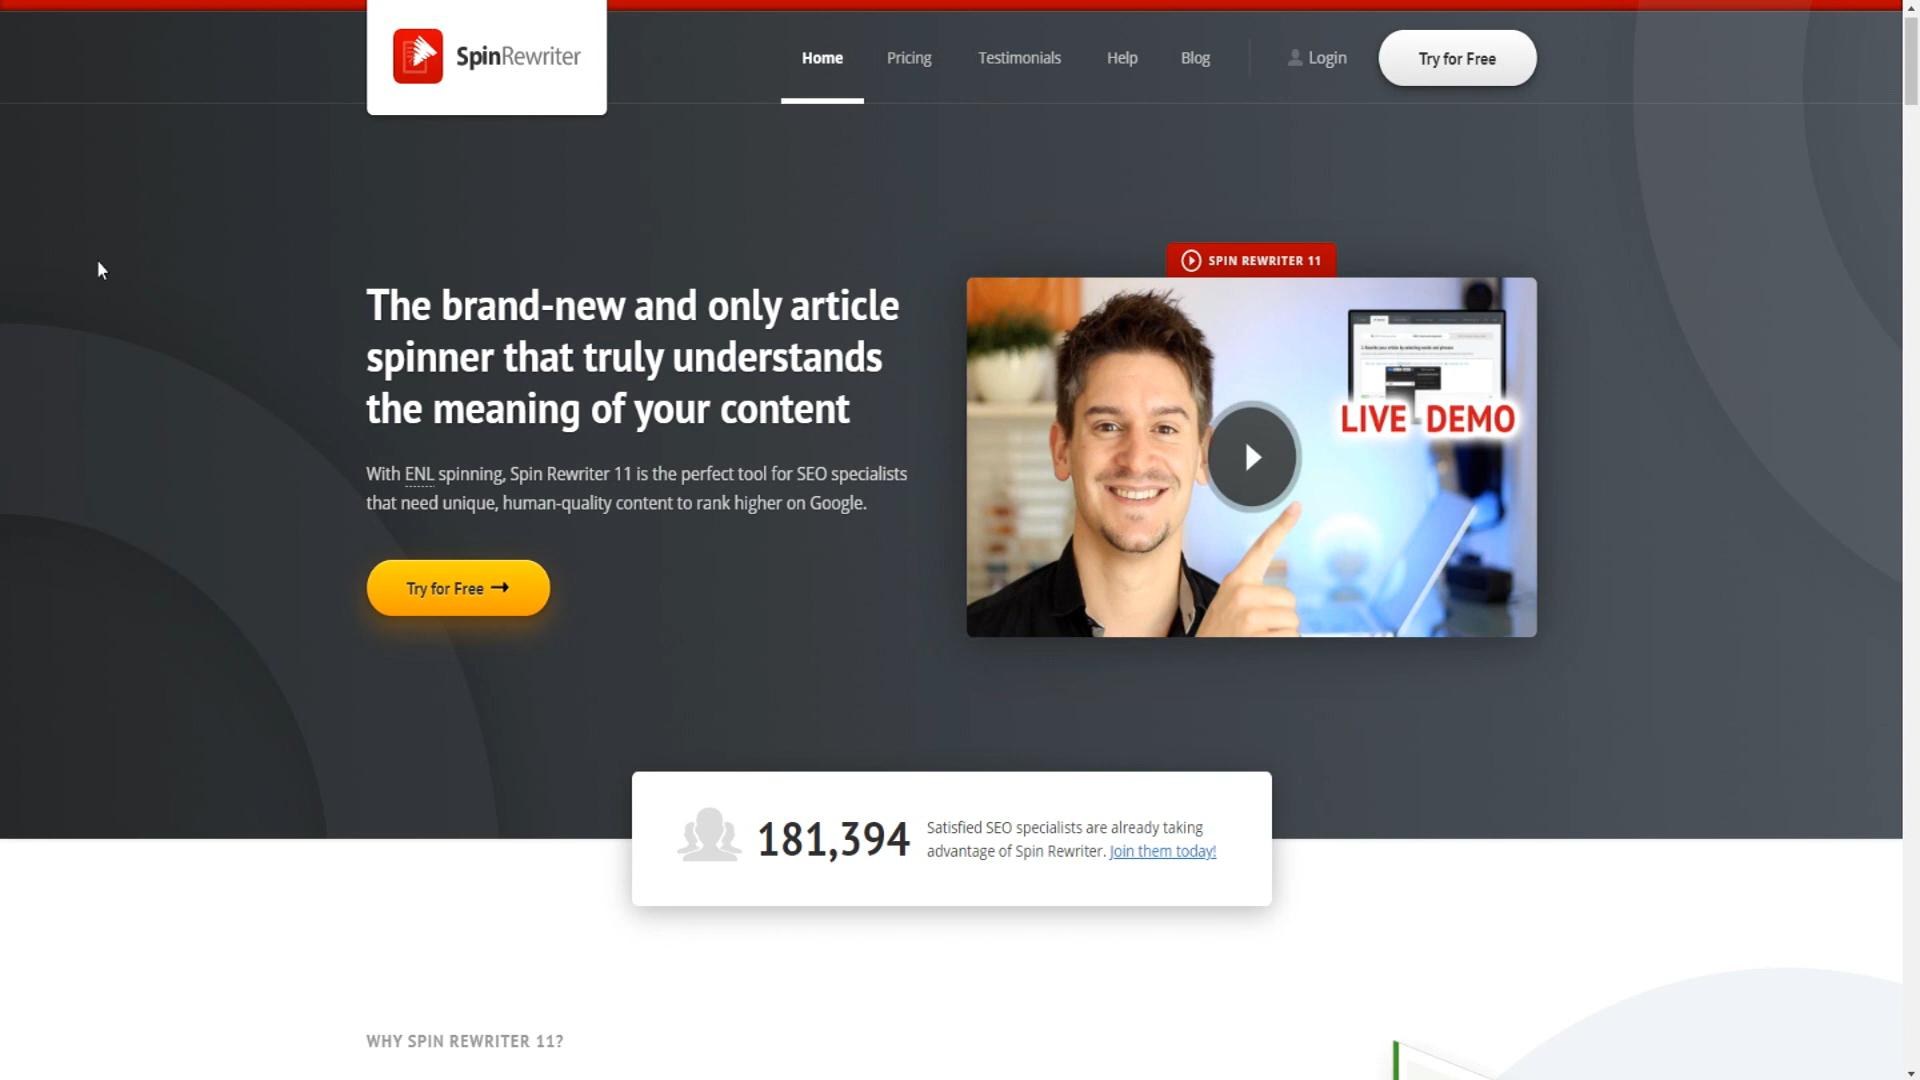 SpinRewriter
Home
Pricing
Testimonials
Help
Blog
Login
Try for Free
The brand-new and only article
spinner that truly understands
the meaning of your content
With ENL spinning, Spin Rewriter 11 is the perfect tool for SEO specialists
that need unique, human-quality content to rank higher on Google.
Try for Free →
SPIN REWRITER 11
LIVE DEMO
181,394
Satisfied SEO specialists are already taking
advantage of Spin Rewriter. Join them today!
WHY SPIN REWRITER 11?